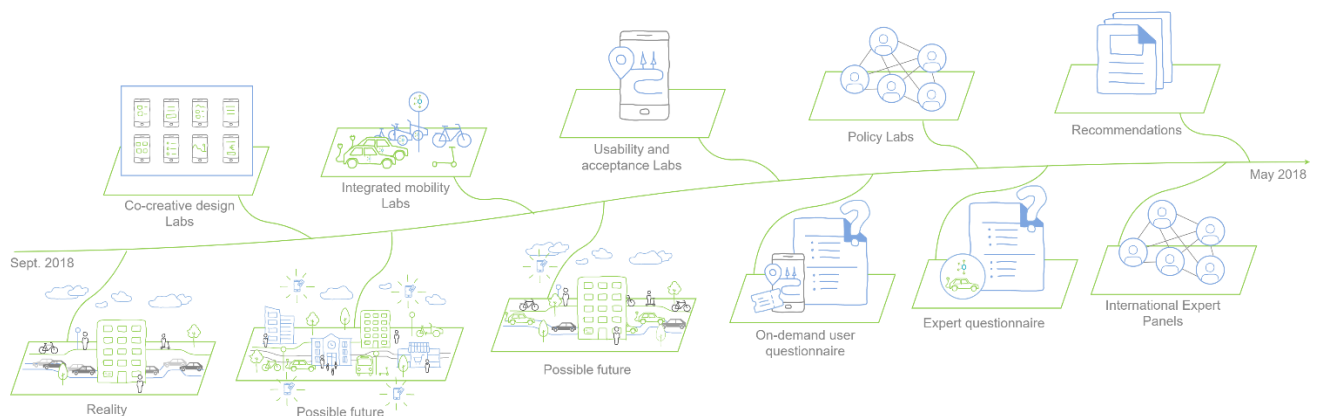 Usability and
acceptance Labs
Policy Labs
Recommendations
Co-creative design
Labs
Integrated mobility
Labs
May 2018
Sept. 2018
On-demand user
questionnaire
Expert questionnaire
International Expert
Panels
Possible future
Reality
Possible future